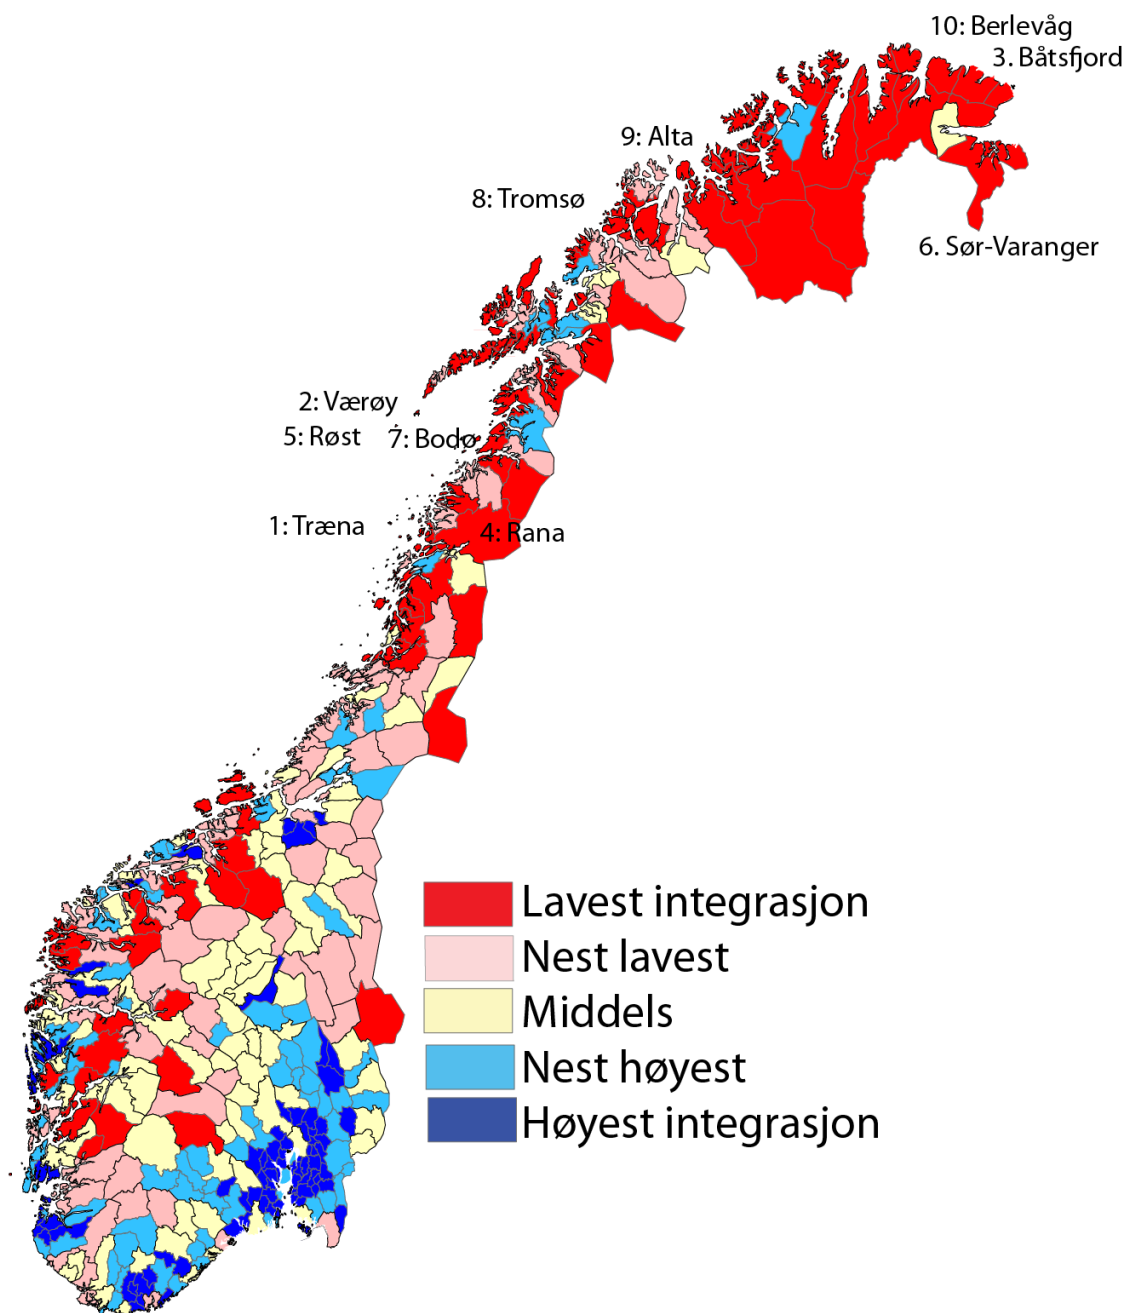 10: Berlevåg
3. Båtsfjord
9: Alta
8: Tromsø
6. Sør-Varanger
2: Værøy
5: Røst
7: Bodø
1: Træna
4: Rana
Lavest integrasjon
Nest lavest
Middels
Nest høyest
Høyest integrasjon